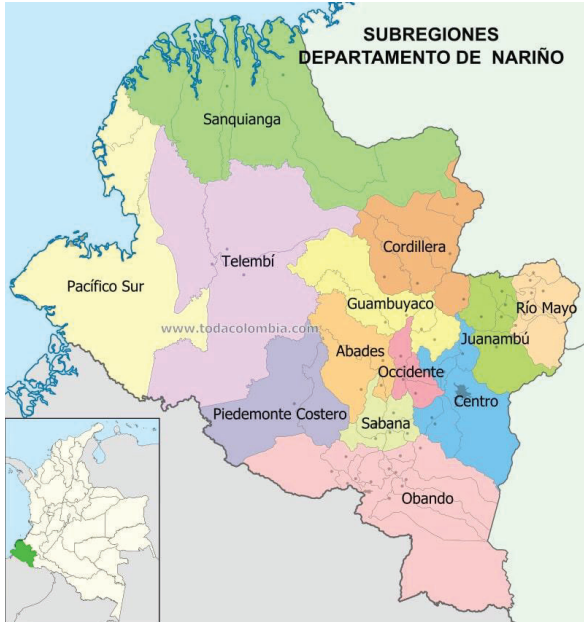 SUBREGIONES
DEPARTAMENTO DE NARIÑO
Sanquianga
Cordillera
Telembí
Pacífico Sur
Guambuyaco
Río Mayo
www.todacolombia.com
Juanambú
Abades
Occidente
Centro
Piedemonte Costero
Sabana
Obando